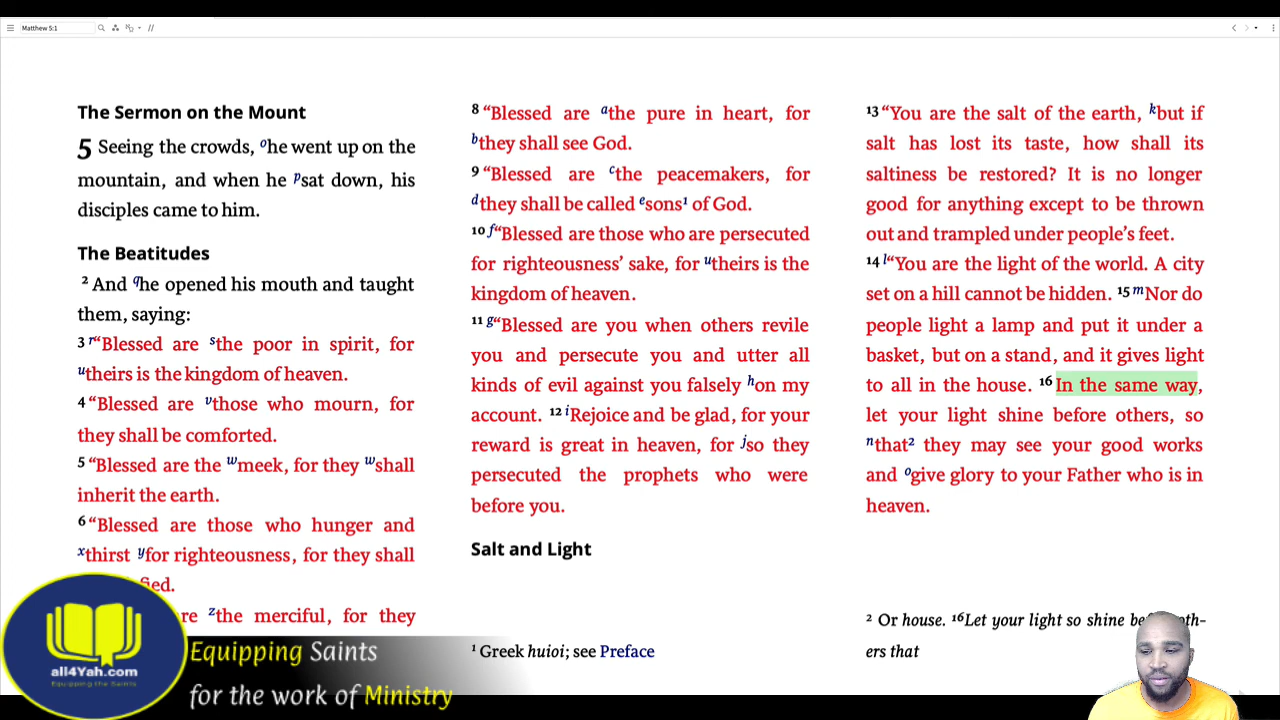 Matthew 5:1
The Sermon on the Mount
5 Seeing the crowds, ohe went up on the
mountain, and when he psat down, his
disciples came to him.
The Beatitudes
2 And qhe opened his mouth and taught
them, saying:
3 r“Blessed are sthe poor in spirit, for
utheirs is the kingdom of heaven.
4 “Blessed are vthose who mourn, for
they shall be comforted.
5 “Blessed are the wmeek, for they wshall
inherit the earth.
6 “Blessed are those who hunger and
xthirst yfor righteousness, for they shall
zthe merciful, for they
8 “Blessed are athe pure in heart, for
bthey shall see God.
9 “Blessed are cthe peacemakers, for
dthey shall be called esons1 of God.
10 f“Blessed are those who are persecuted
for righteousness’ sake, for utheirs is the
kingdom of heaven.
11 g“Blessed are you when others revile
you and persecute you and utter all
kinds of evil against you falsely hon my
account. 12 iRejoice and be glad, for your
reward is great in heaven, for jso they
persecuted the prophets who were
before you.
Salt and Light
1 Greek huioi; see Preface
13 “You are the salt of the earth, kbut if
salt has lost its taste, how shall its
saltiness be restored? It is no longer
good for anything except to be thrown
out and trampled under people’s feet.
14 l“You are the light of the world. A city
set on a hill cannot be hidden. 15 mNor do
people light a lamp and put it under a
basket, but on a stand, and it gives light
to all in the house. 16 In the same way,
let your light shine before others, so
nthat2 they may see your good works
and ogive glory to your Father who is in
heaven.
2 Or house. 16Let your light so shine
ers that
all4Yah.com
Equipping the Saints
Equipping Saints
for the work of Ministry